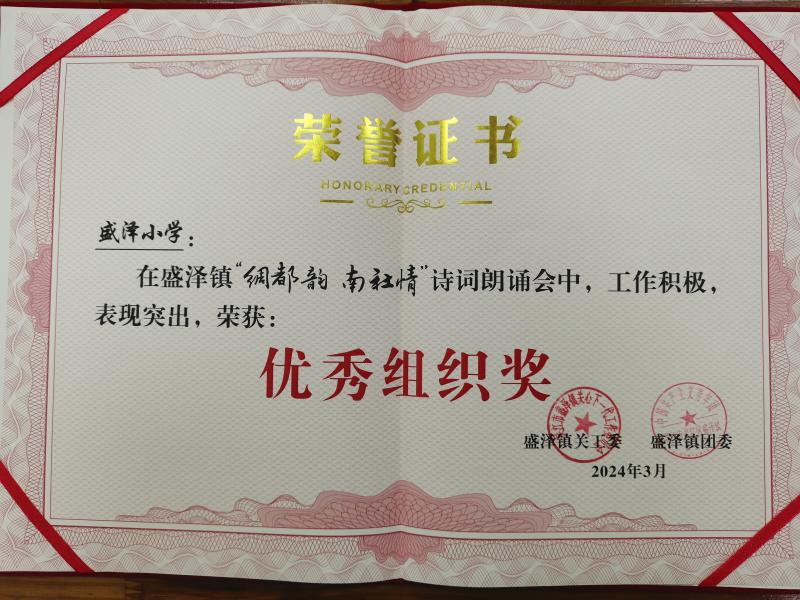 荣誉证书
HONORARY CREDENTIAL
盛泽小学：
在盛泽镇“绸都韵 南社情”诗词朗诵会中，工作积极，
表现突出，荣获：
优秀组织奖
盛泽镇关工委 盛泽镇团委
2024年3月